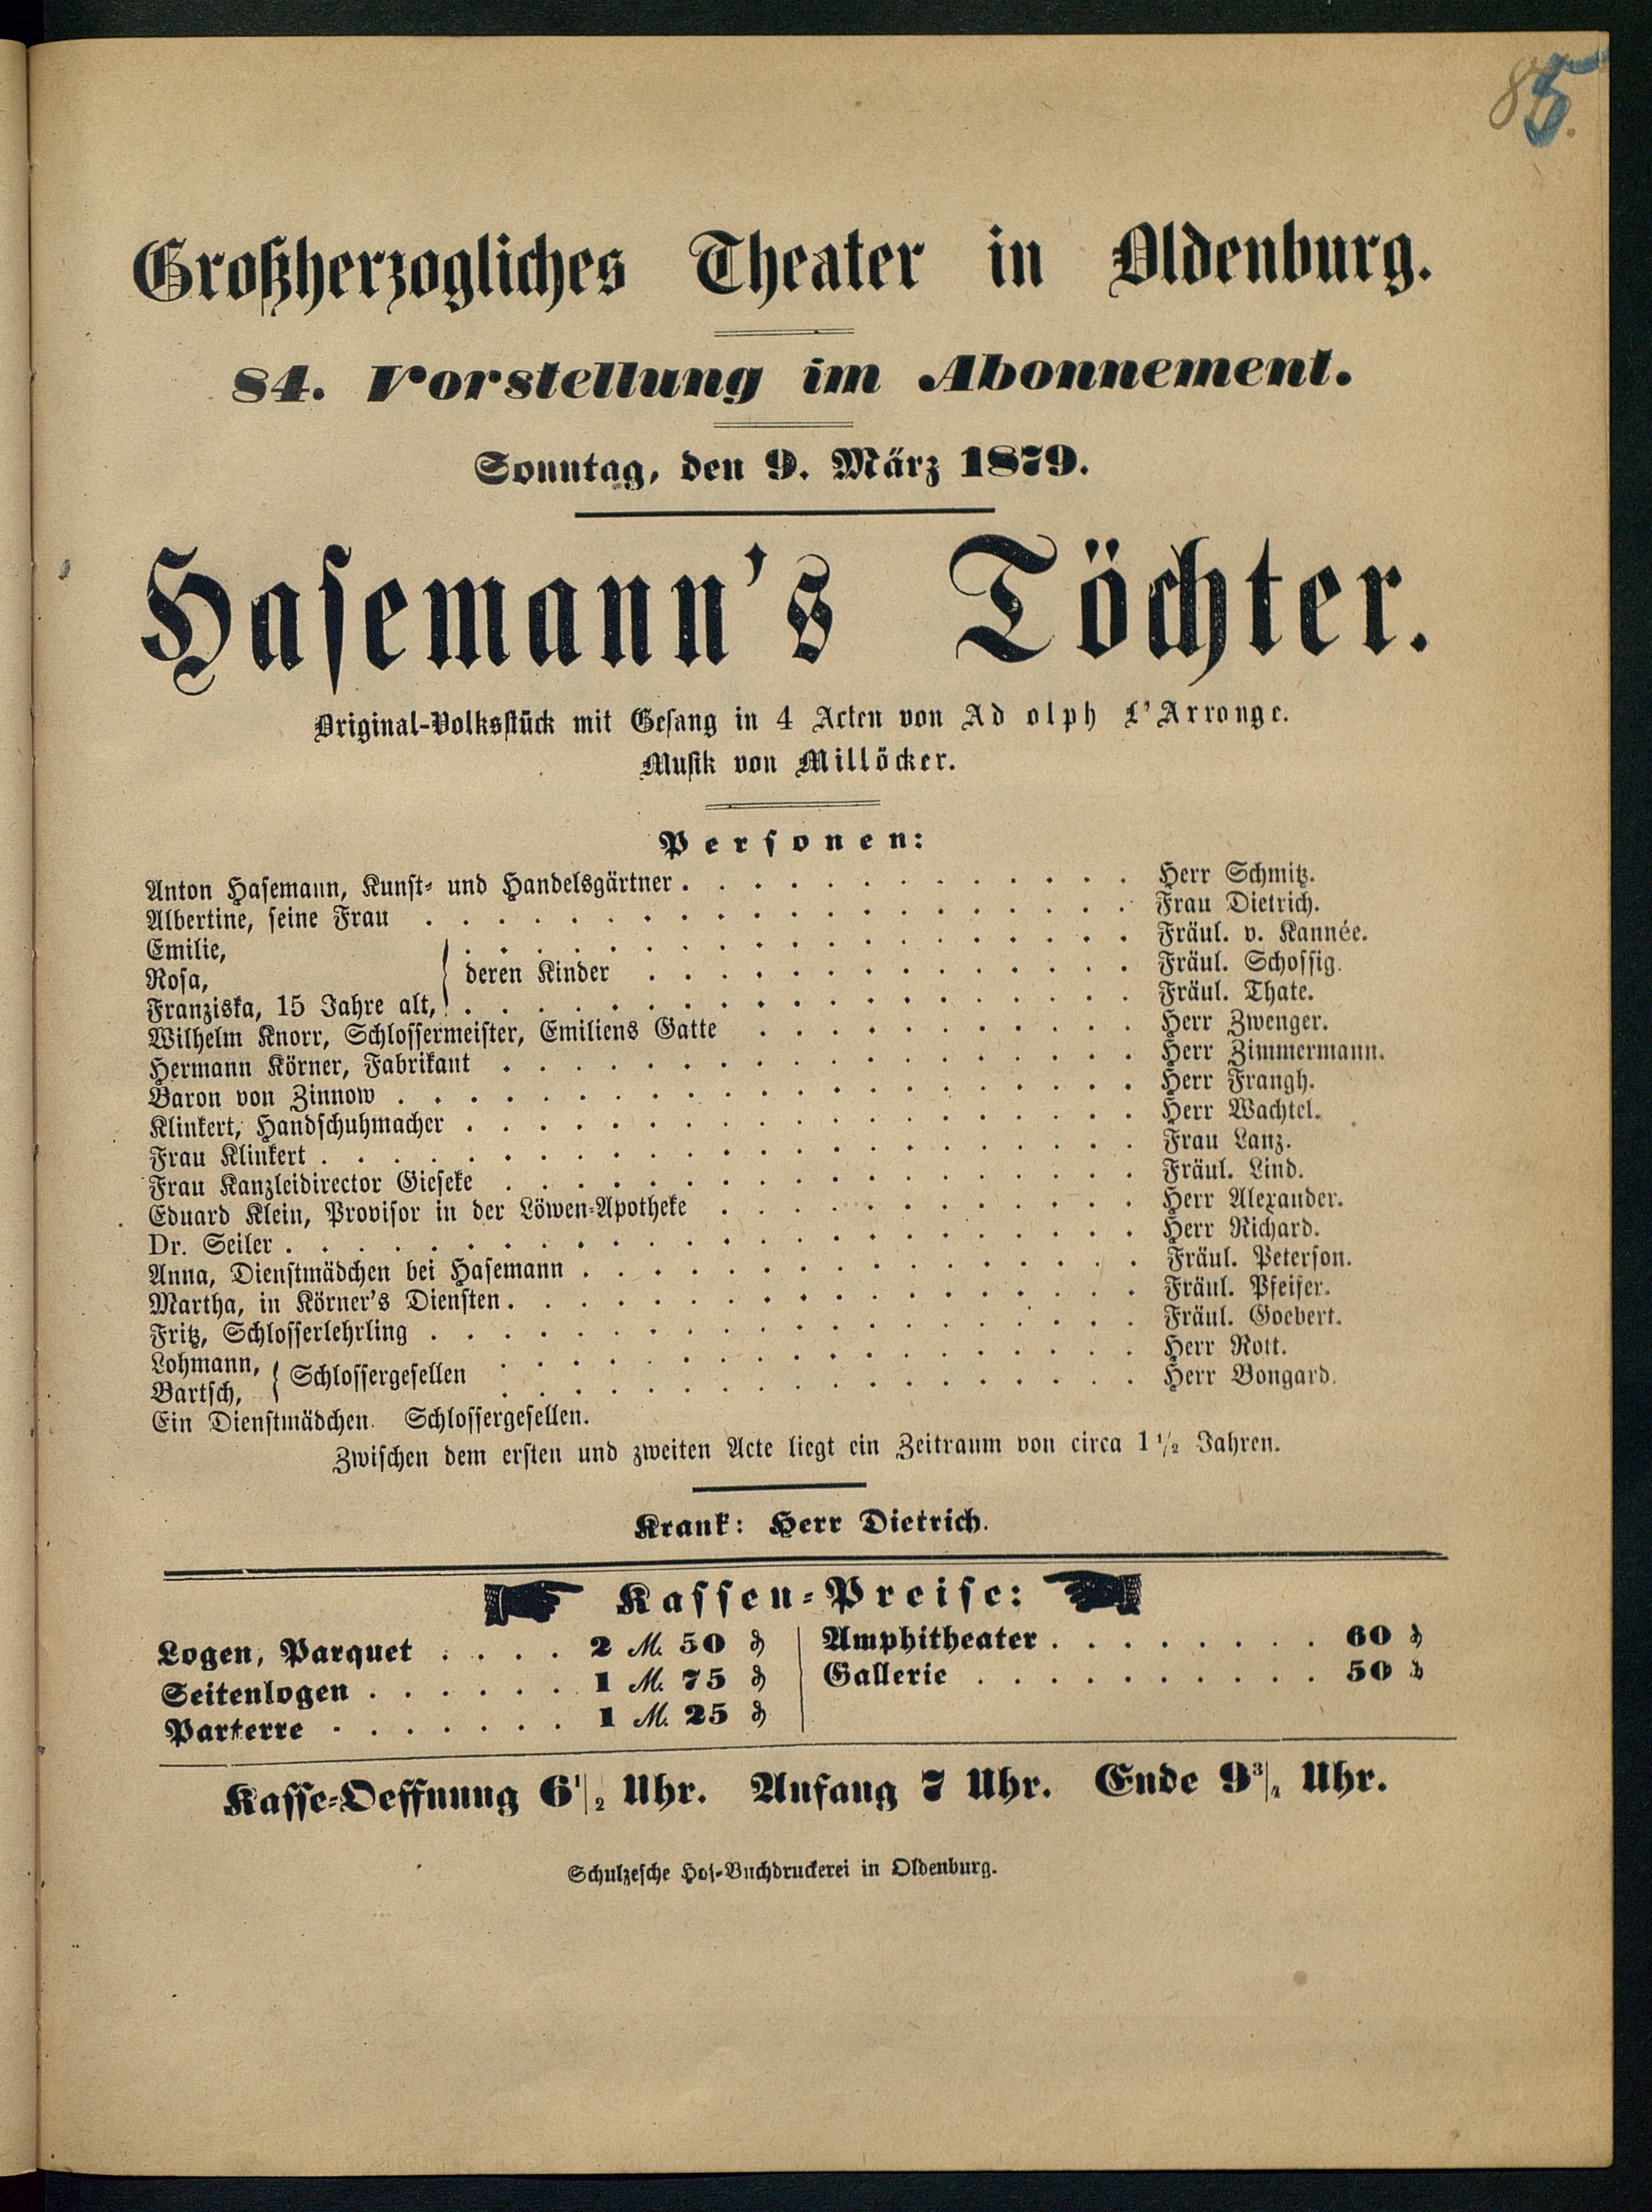 85.
Großherzogliches Theater in Oldenburg.
84. Vorstellung im Abonnement.
Sonntag, den 9. März 1879.
Hasemann's Töchter.
Original-Volksstück mit Gesang in 4 Acten von Adolph L'Arronge.
Musik von Millöcker.
Personen:
Anton Hasemann, Kunst- und Handelsgärtner . . . . . . . . . . . . . Herr Schmitz.
Albertine, seine Frau . . . . . . . . . . . . . . . . . . . . Frau Dietrich.
Emilie, . . . . . . . . . . . . . . . . . . . Fräul. v. Kannée.
Rosa, } deren Kinder . . . . . . . . . . . . . . Fräul. Schossig.
Franziska, 15 Jahre alt, . . . . . . . . . . . . . . . . . . . Fräul. Thate.
Wilhelm Knorr, Schlossermeister, Emiliens Gatte . . . . . . . . . . . Herr Zwenger.
Hermann Körner, Fabrikant . . . . . . . . . . . . . . . . . . Herr Zimmermann.
Baron von Zinnow . . . . . . . . . . . . . . . . . . . . . Herr Frangh.
Klinkert, Handschuhmacher . . . . . . . . . . . . . . . . . . . Herr Wachtel.
Frau Klinkert . . . . . . . . . . . . . . . . . . . . . . . Frau Lanz.
Frau Kanzleidirector Gieseke . . . . . . . . . . . . . . . . . . Fräul. Lind.
Eduard Klein, Provisor in der Löwen-Apotheke . . . . . . . . . . . . Herr Alexander.
Dr. Seiler . . . . . . . . . . . . . . . . . . . . . . . . Herr Richard.
Anna, Dienstmädchen bei Hasemann . . . . . . . . . . . . . . . . Fräul. Peterson.
Martha, in Körner's Diensten . . . . . . . . . . . . . . . . . . Fräul. Pfeifer.
Fritz, Schlosserlehrling . . . . . . . . . . . . . . . . . . . . Fräul. Goebert.
Lohmann, . . . . . . . . . . . . . . . . . . Herr Rott.
Bartsch, { Schlossergesellen . . . . . . . . . . . . . . . . . . Herr Bongard.
Ein Dienstmädchen. Schlossergesellen.
Zwischen dem ersten und zweiten Acte liegt ein Zeitraum von circa 1 1/2 Jahren.
Krank: Herr Dietrich.
Kassen-Preise:
Logen, Parquet . . . . 2 M. 50 ₰
Seitenlogen . . . . . . 1 M. 75 ₰
Parterre . . . . . . . 1 M. 25 ₰
Amphitheater . . . . . . . . 60 ₰
Gallerie . . . . . . . . . . 50 ₰
Kasse-Oeffnung 6 1/2 Uhr. Anfang 7 Uhr. Ende 9 3/4 Uhr.
Schulzesche Hof-Buchdruckerei in Oldenburg.